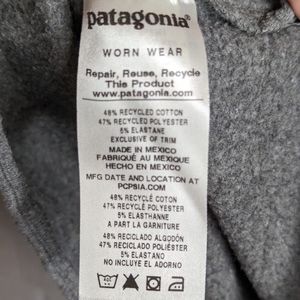 patagonia®
WORN WEAR
Repair, Reuse, Recycle
This Product
www.patagonia.com
48% RECYCLED COTTON
47% RECYCLED POLYESTER
5% ELASTANE
EXCLUSIVE OF TRIM
MADE IN MEXICO
FABRIQUÉ AU MEXIQUE
HECHO EN MEXICO
MFG DATE AND LOCATION AT
PCPSIA.COM
48% RECYCLÉ COTON
47% RECYCLÉ POLYESTER
5% ELASTHANNE
A PART LA GARNITURE
48% RECICLADO ALGODÓN
47% RECICLADO POLIÉSTER
5% ELASTANO
NO INCLUYE EL ADORNO